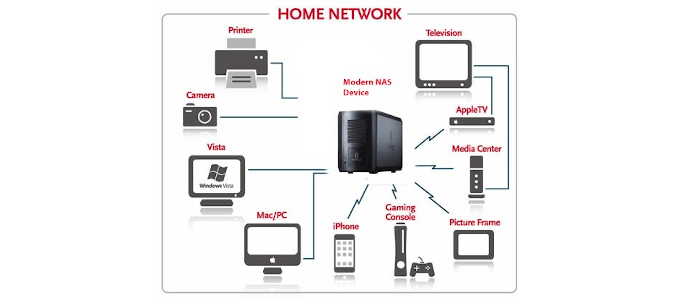 HOME NETWORK
Printer
Television
Modern NAS
Device
Camera
AppleTV
Vista
Media Center
Windows Vista
Mac/PC
iPhone
Gaming
Console
Picture Frame